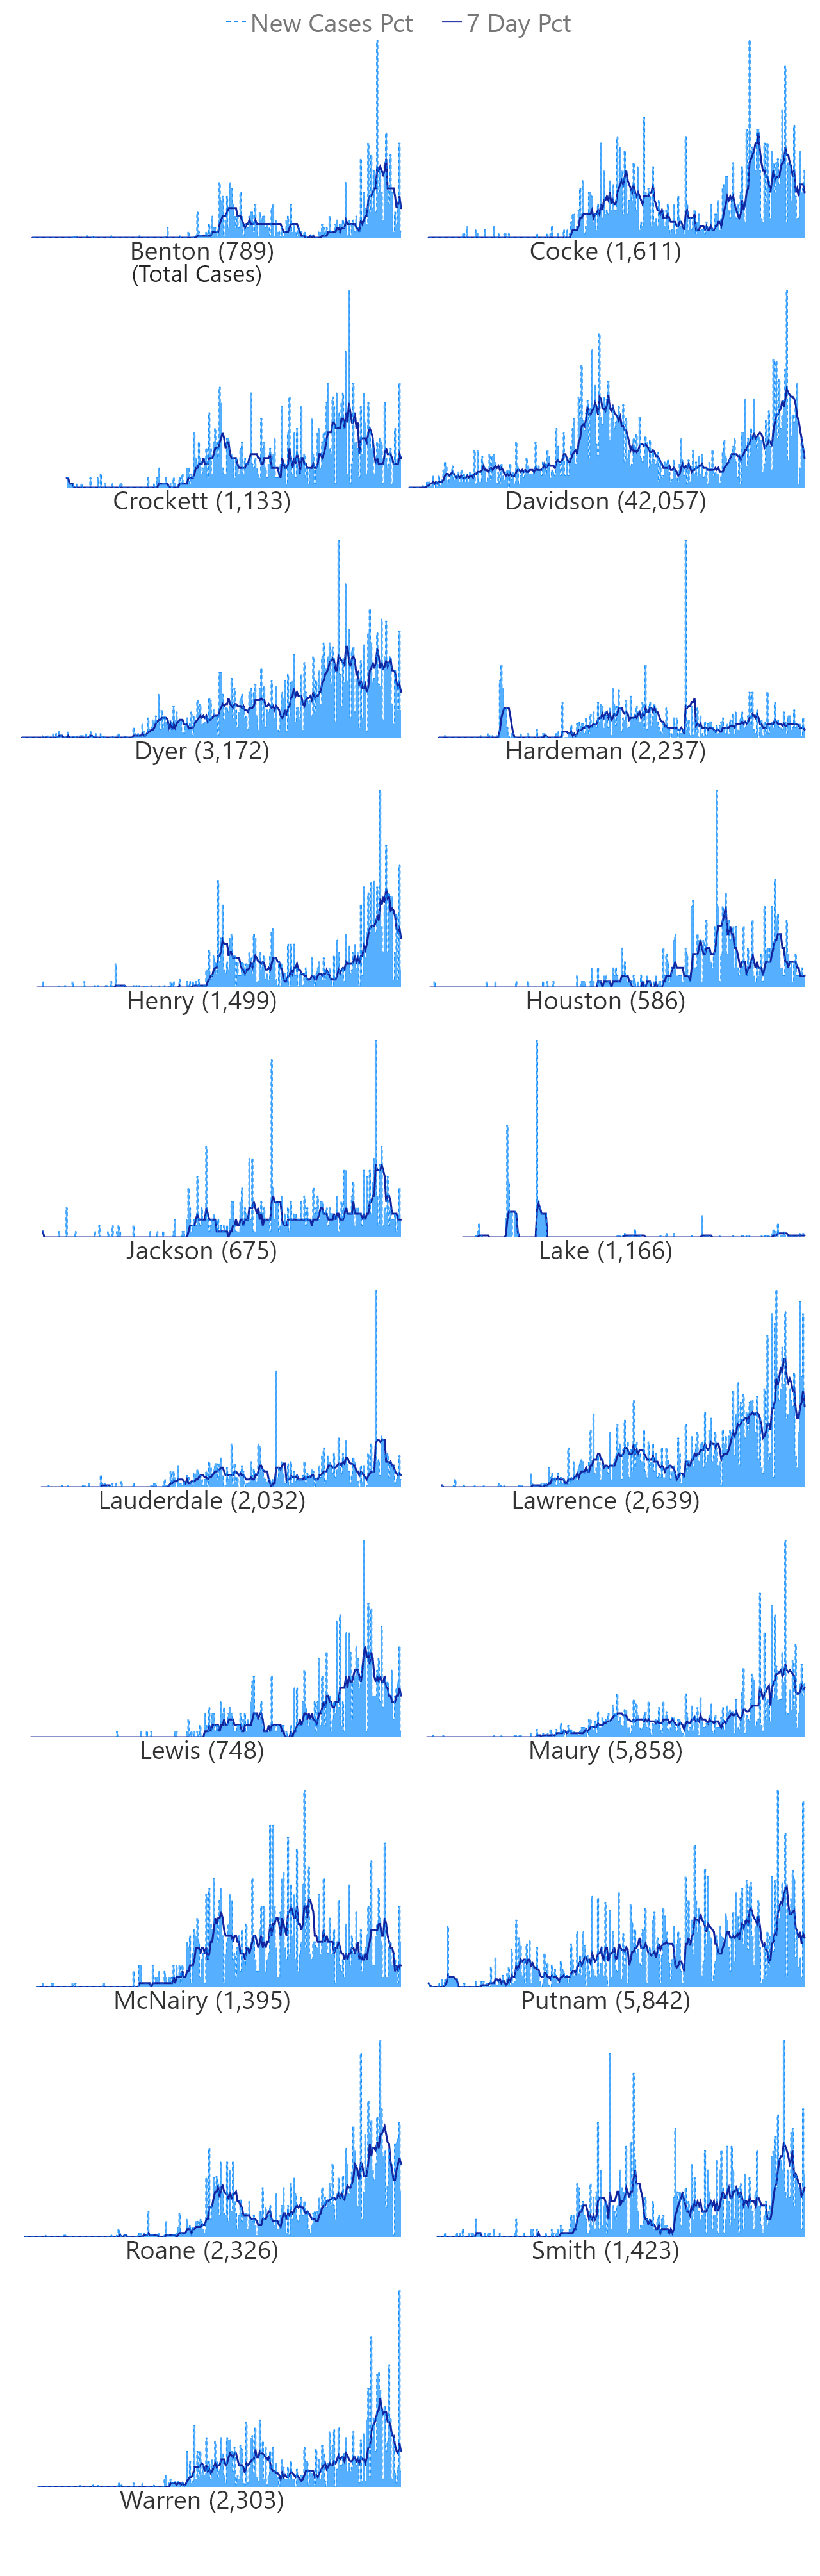 New Cases Pct 7 Day Pct
Benton (789) Cocke (1,611)
(Total Cases)
Crockett (1,133) Davidson (42,057)
Dyer (3,172) Hardeman (2,237)
Henry (1,499) Houston (586)
Jackson (675) Lake (1,166)
Lauderdale (2,032) Lawrence (2,639)
Lewis (748) Maury (5,858)
McNairy (1,395) Putnam (5,842)
Roane (2,326) Smith (1,423)
Warren (2,303)